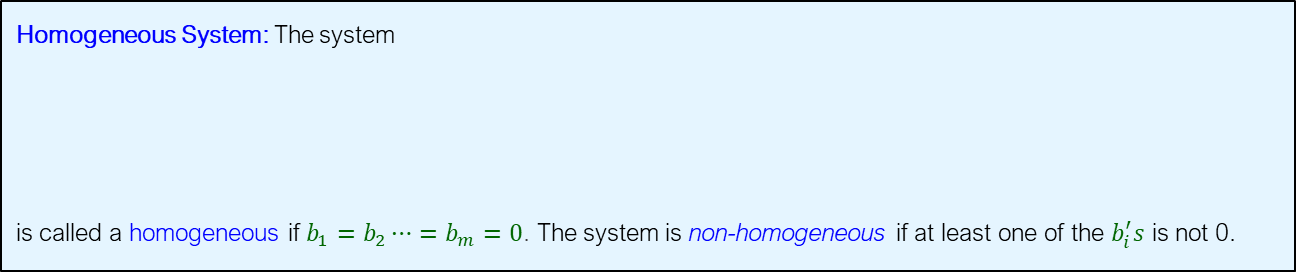 Homogeneous System: The system
is called a homogeneous if b₁ = b₂ ⋯ = bₘ = 0. The system is non-homogeneous if at least one of the bᵢ′s is not 0.